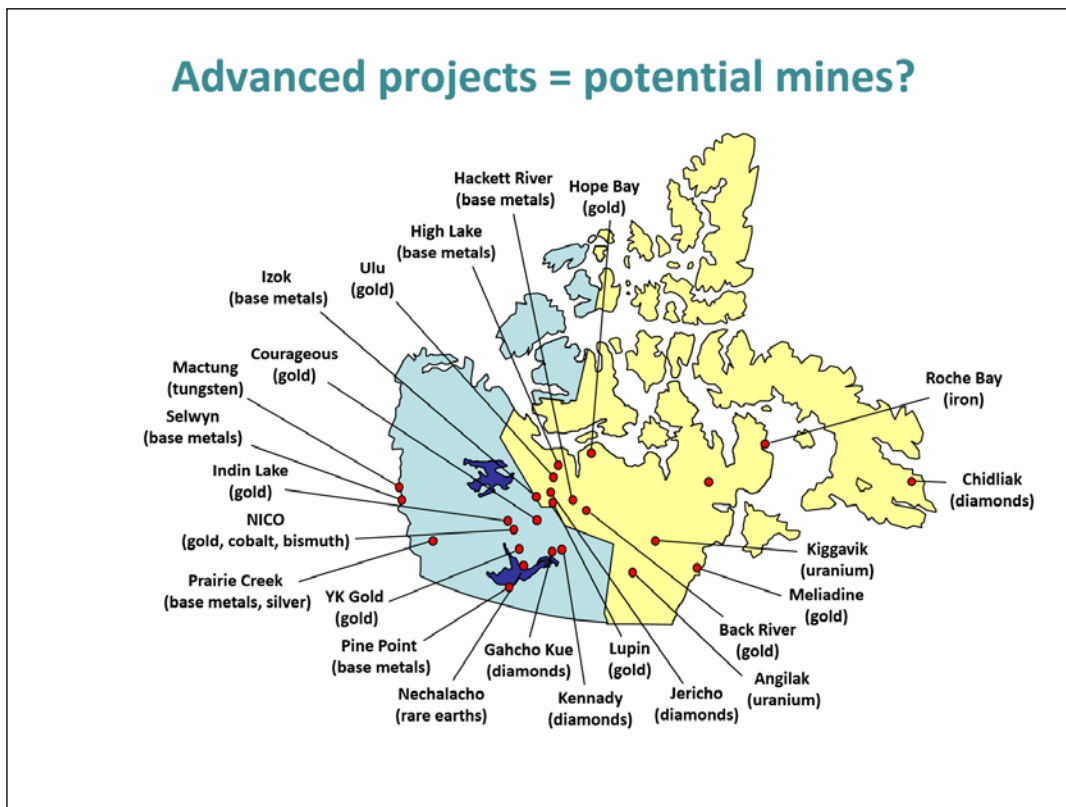 Advanced projects = potential mines?
Hackett River
(base metals)
Hope Bay
(gold)
High Lake
(base metals)
Ulu
(gold)
Izok
(base metals)
Courageous
(gold)
Mactung
(tungsten)
Selwyn
(base metals)
Indin Lake
(gold)
NICO
(gold, cobalt, bismuth)
Prairie Creek
(base metals, silver)
YK Gold
(gold)
Pine Point
(base metals)
Nechalacho
(rare earths)
Gahcho Kue
(diamonds)
Kennady
(diamonds)
Lupin
(gold)
Jericho
(diamonds)
Angilak
(uranium)
Back River
(gold)
Meliadine
(gold)
Kiggavik
(uranium)
Chidliak
(diamonds)
Roche Bay
(iron)